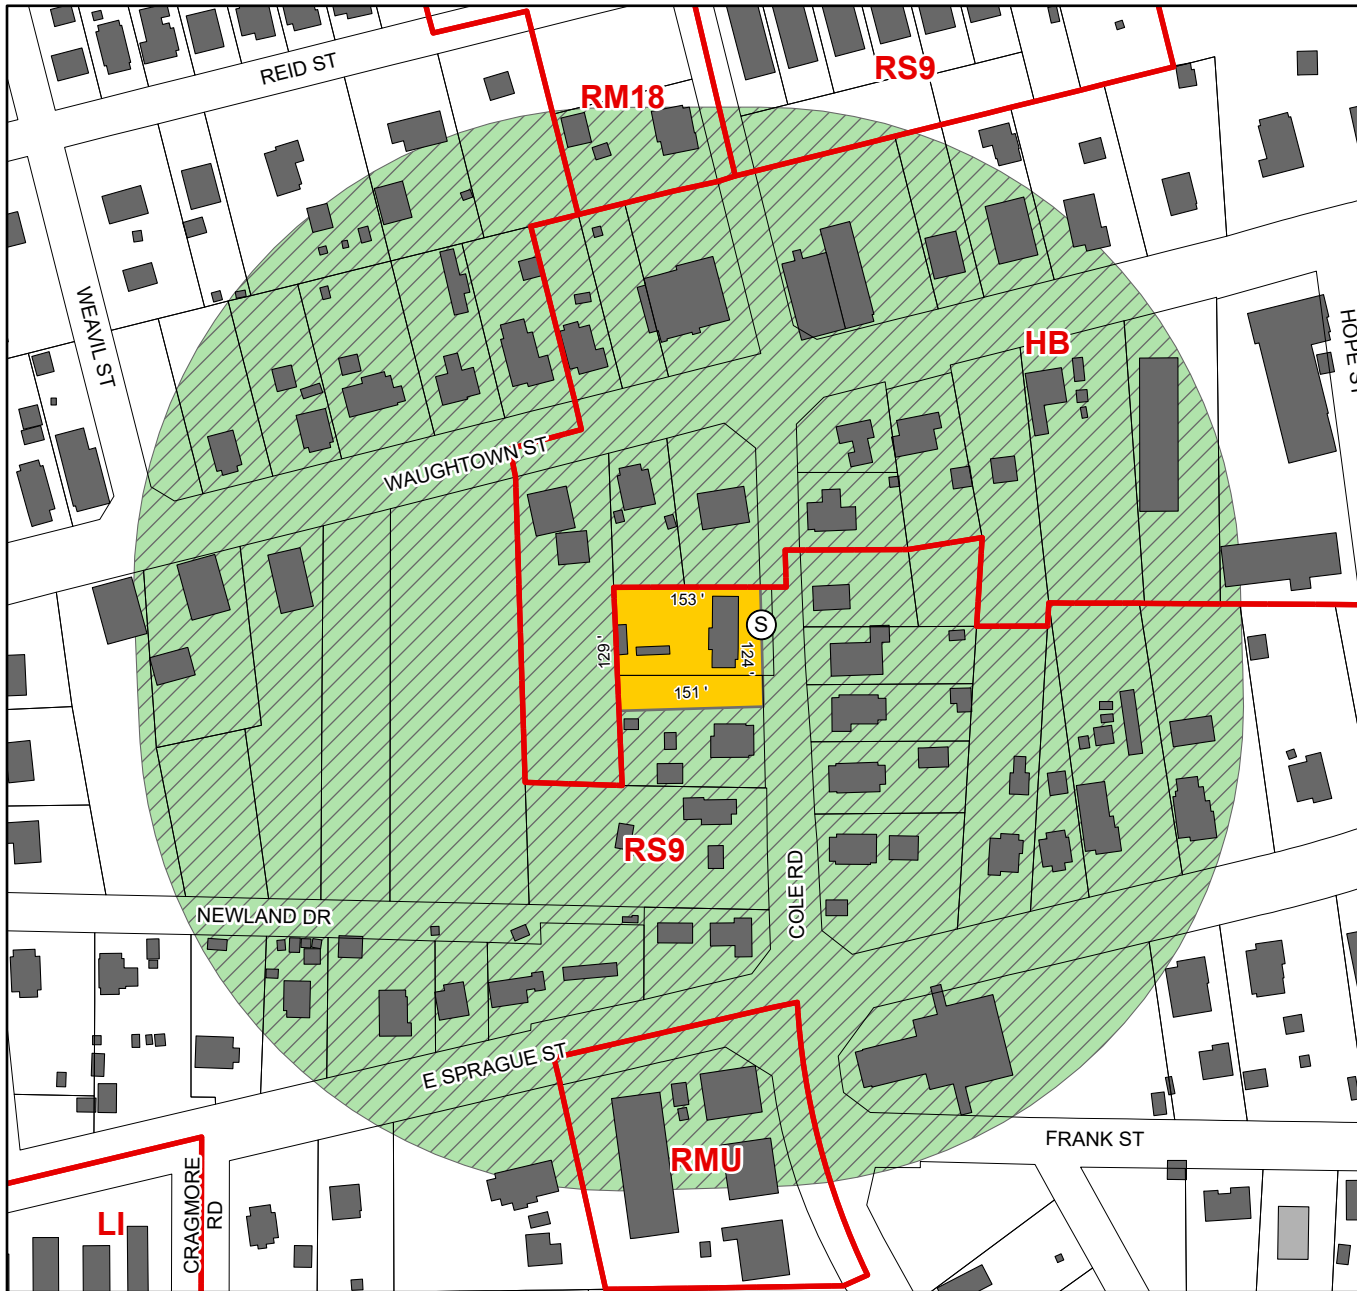 REID ST
RM18
RS9
WEAVIL ST
HOPE ST
HB
WAUGHTOWN ST
153 '
S
129 '
124 '
151 '
RS9
COLE RD
NEWLAND DR
E SPRAGUE ST
FRANK ST
RMU
CRAGMORE
RD
LI